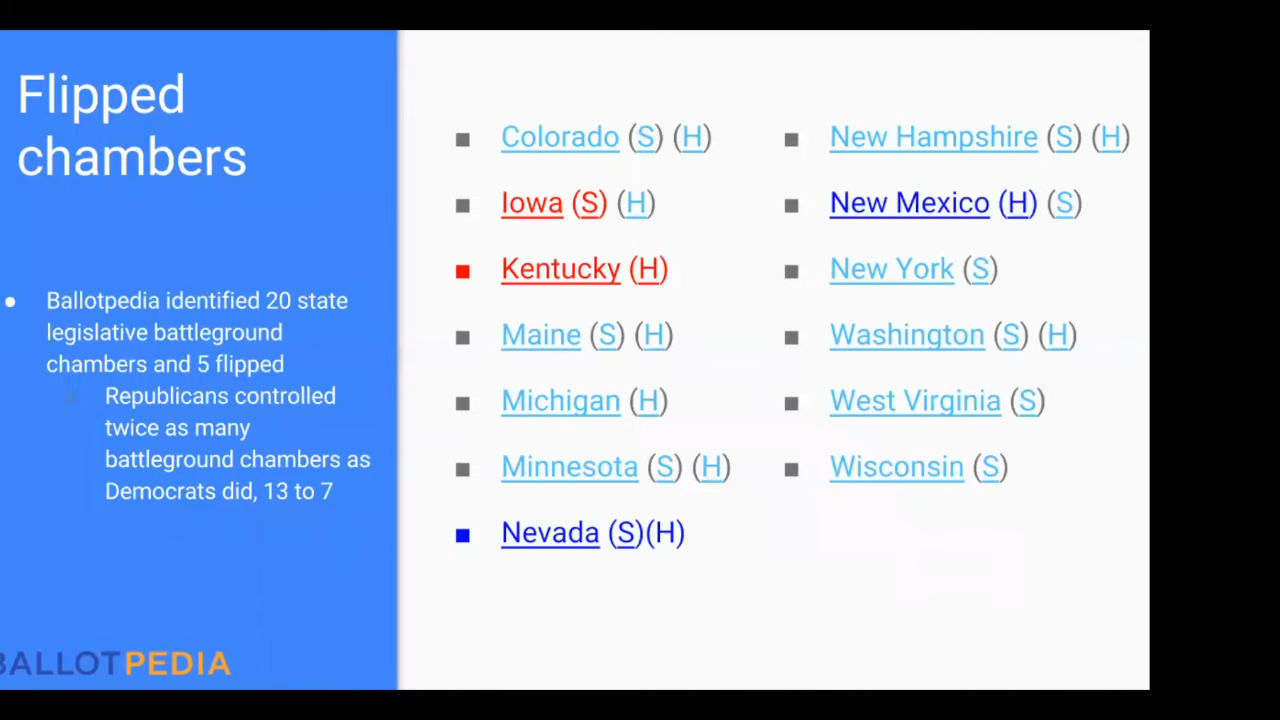 Flipped
chambers
● Ballotpedia identified 20 state
legislative battleground
chambers and 5 flipped
Republicans controlled
twice as many
battleground chambers as
Democrats did, 13 to 7
BALLOTPEDIA
■ Colorado (S) (H)
■ Iowa (S) (H)
■ Kentucky (H)
■ Maine (S) (H)
■ Michigan (H)
■ Minnesota (S) (H)
■ Nevada (S)(H)
■ New Hampshire (S) (H)
■ New Mexico (H) (S)
■ New York (S)
■ Washington (S) (H)
■ West Virginia (S)
■ Wisconsin (S)